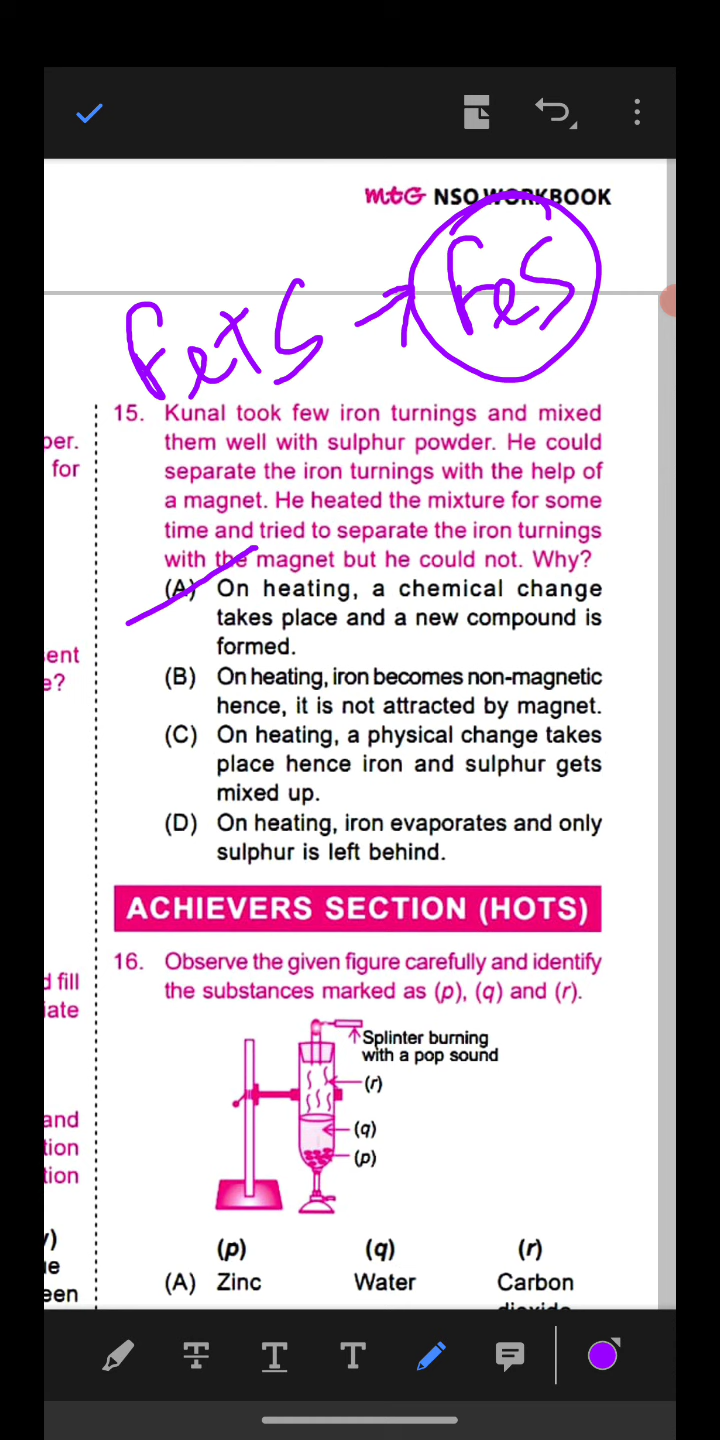 mtG NSO WORKBOOK
Fe+S → FeS
15. Kunal took few iron turnings and mixed
them well with sulphur powder. He could
separate the iron turnings with the help of
a magnet. He heated the mixture for some
time and tried to separate the iron turnings
with the magnet but he could not. Why?
(A) On heating, a chemical change
takes place and a new compound is
formed.
(B) On heating, iron becomes non-magnetic
hence, it is not attracted by magnet.
(C) On heating, a physical change takes
place hence iron and sulphur gets
mixed up.
(D) On heating, iron evaporates and only
sulphur is left behind.
per.
for
ent
e?
ACHIEVERS SECTION (HOTS)
16. Observe the given figure carefully and identify
the substances marked as (p), (q) and (r).
d fill
iate
Splinter burning
with a pop sound
(r)
(q)
(p)
and
tion
tion
(p) (q) (r)
(A) Zinc Water Carbon
dioxide
)
een
T T